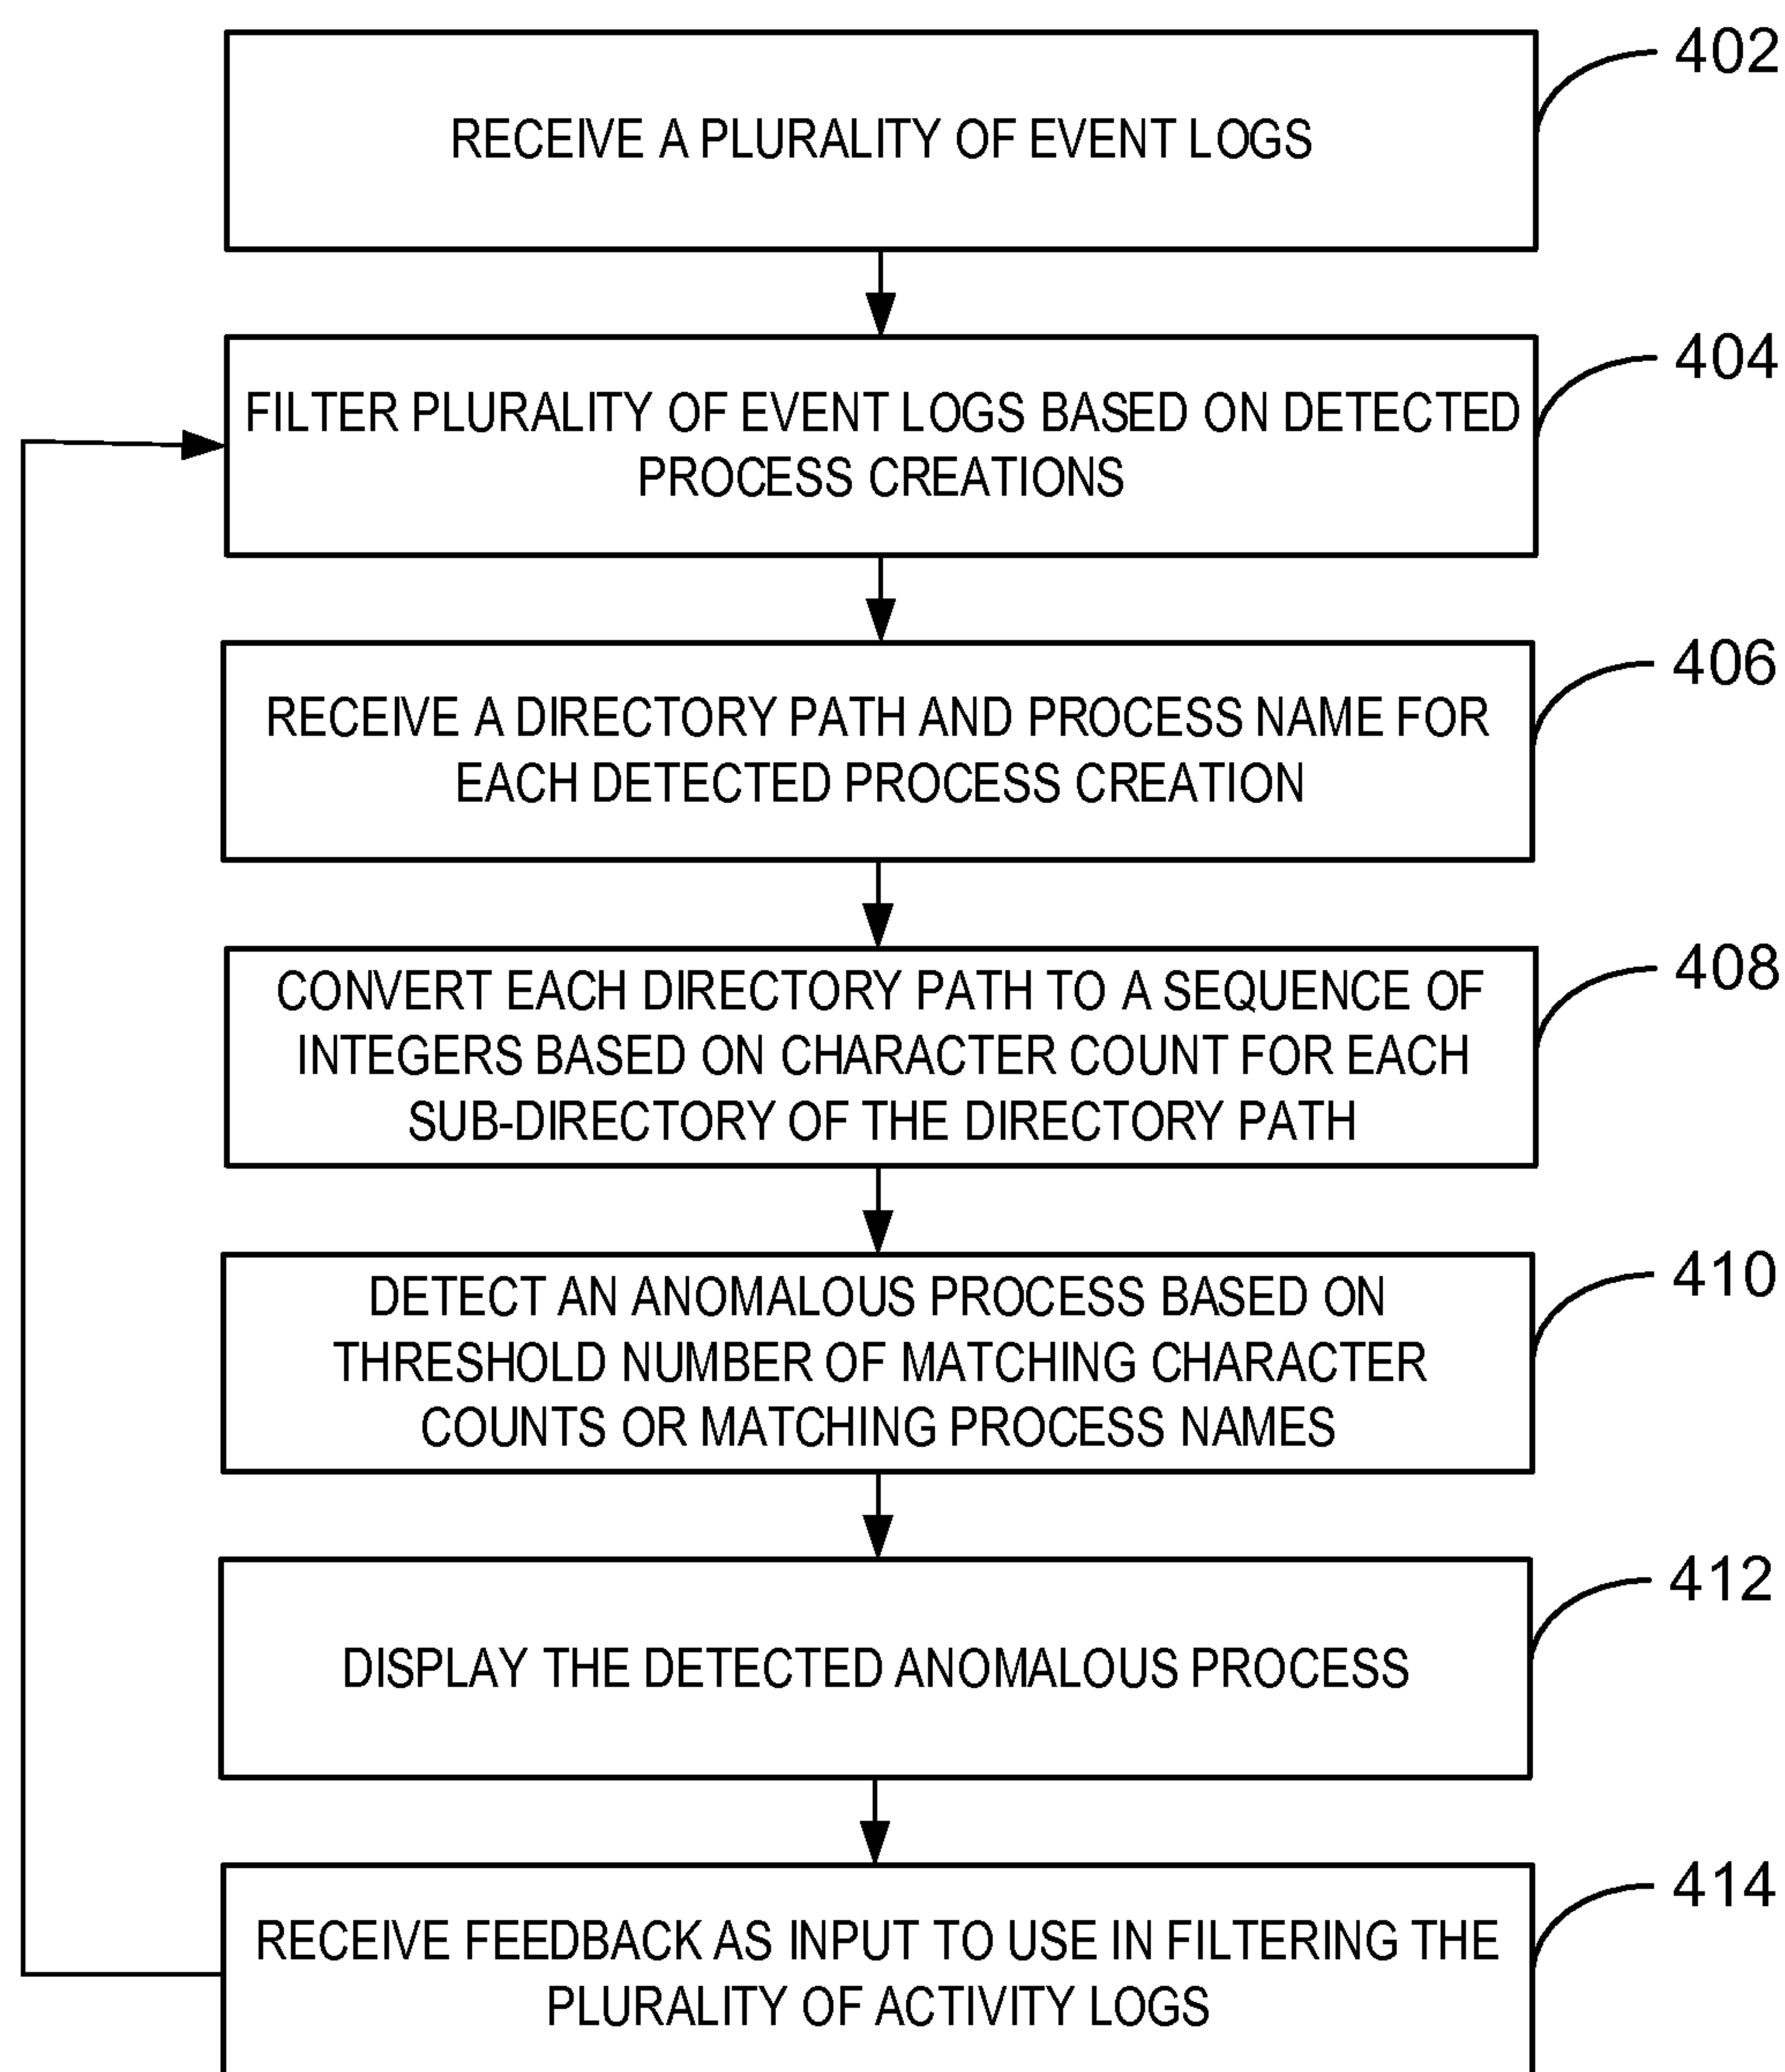 402
RECEIVE A PLURALITY OF EVENT LOGS
404
FILTER PLURALITY OF EVENT LOGS BASED ON DETECTED
PROCESS CREATIONS
406
RECEIVE A DIRECTORY PATH AND PROCESS NAME FOR
EACH DETECTED PROCESS CREATION
408
CONVERT EACH DIRECTORY PATH TO A SEQUENCE OF
INTEGERS BASED ON CHARACTER COUNT FOR EACH
SUB-DIRECTORY OF THE DIRECTORY PATH
410
DETECT AN ANOMALOUS PROCESS BASED ON
THRESHOLD NUMBER OF MATCHING CHARACTER
COUNTS OR MATCHING PROCESS NAMES
412
DISPLAY THE DETECTED ANOMALOUS PROCESS
414
RECEIVE FEEDBACK AS INPUT TO USE IN FILTERING THE
PLURALITY OF ACTIVITY LOGS